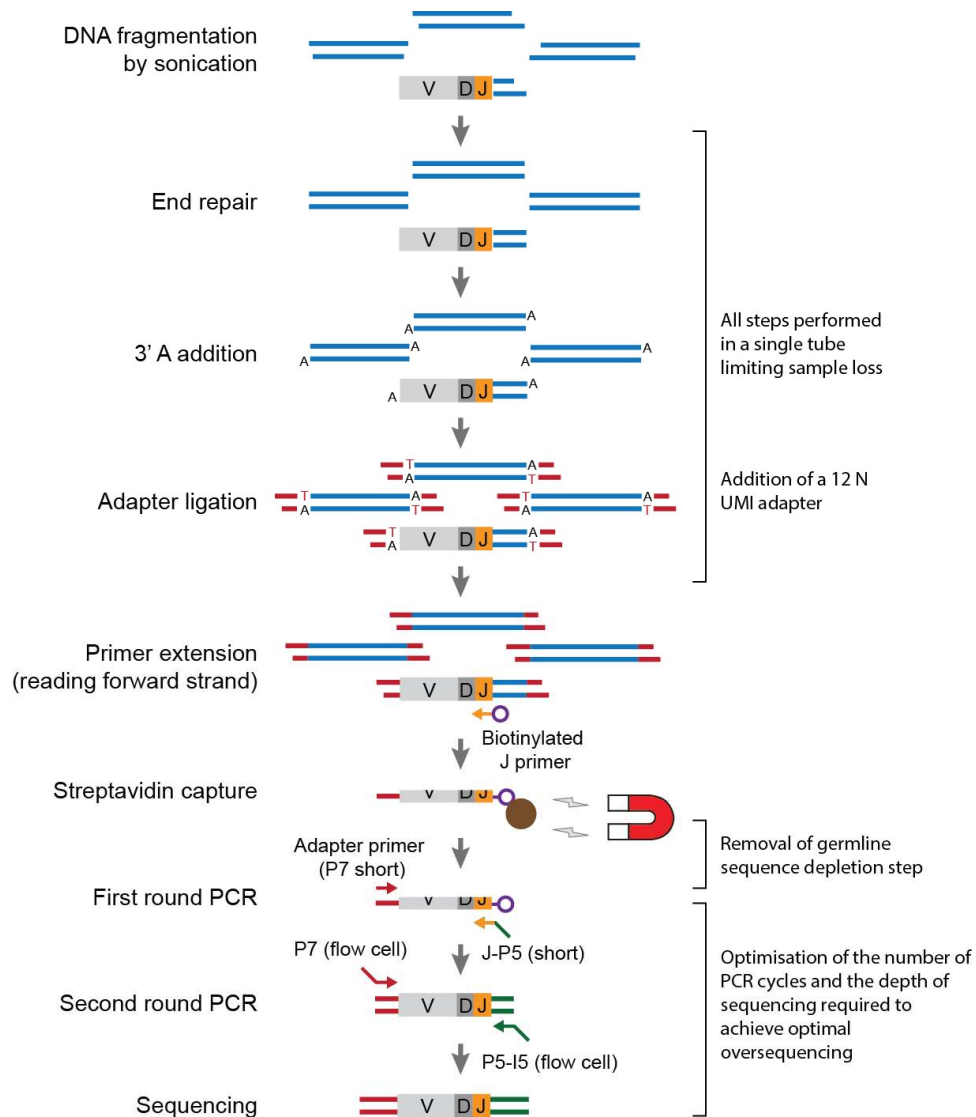 DNA fragmentation
by sonication
V D J
End repair
V D J
A
A
3' A addition
A
A
A
A
A
V D J
A
All steps performed
in a single tube
limiting sample loss
Adapter ligation
T A
A T
T A
A T
T A
A T
T V D J A
A T
Addition of a 12 N
UMI adapter
Primer extension
(reading forward strand)
V D J
Biotinylated
J primer
Streptavidin capture
V D J
Removal of germline
sequence depletion step
Adapter primer
(P7 short)
First round PCR
V D J
J-P5 (short)
P7 (flow cell)
Second round PCR
V D J
P5-I5 (flow cell)
Optimisation of the number of
PCR cycles and the depth of
sequencing required to
achieve optimal
oversequencing
Sequencing
V D J